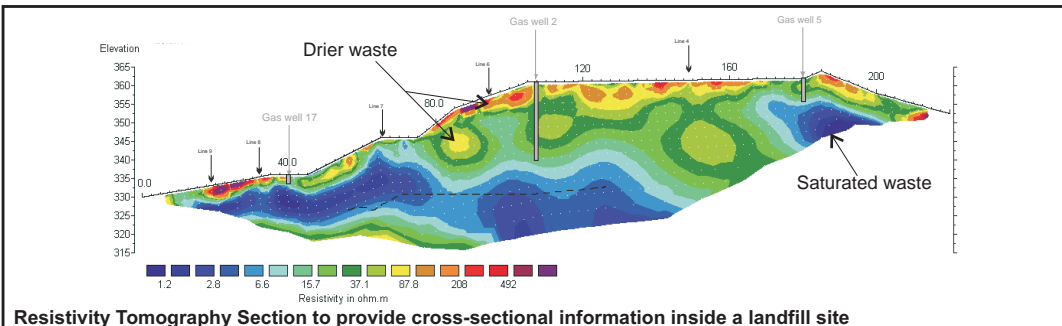 Gas well 2
Gas well 5
Elevation
Drier waste
Line 6
Line 4
365
360
355
350
345
340
335
330
325
320
315
120
160
200
80.0
Line 7
Gas well 17
Line 9
Line 8
40.0
0.0
Saturated waste
1.2 2.8 6.6 15.7 37.1 87.8 208 492
Resistivity in ohm.m
Resistivity Tomography Section to provide cross-sectional information inside a landfill site